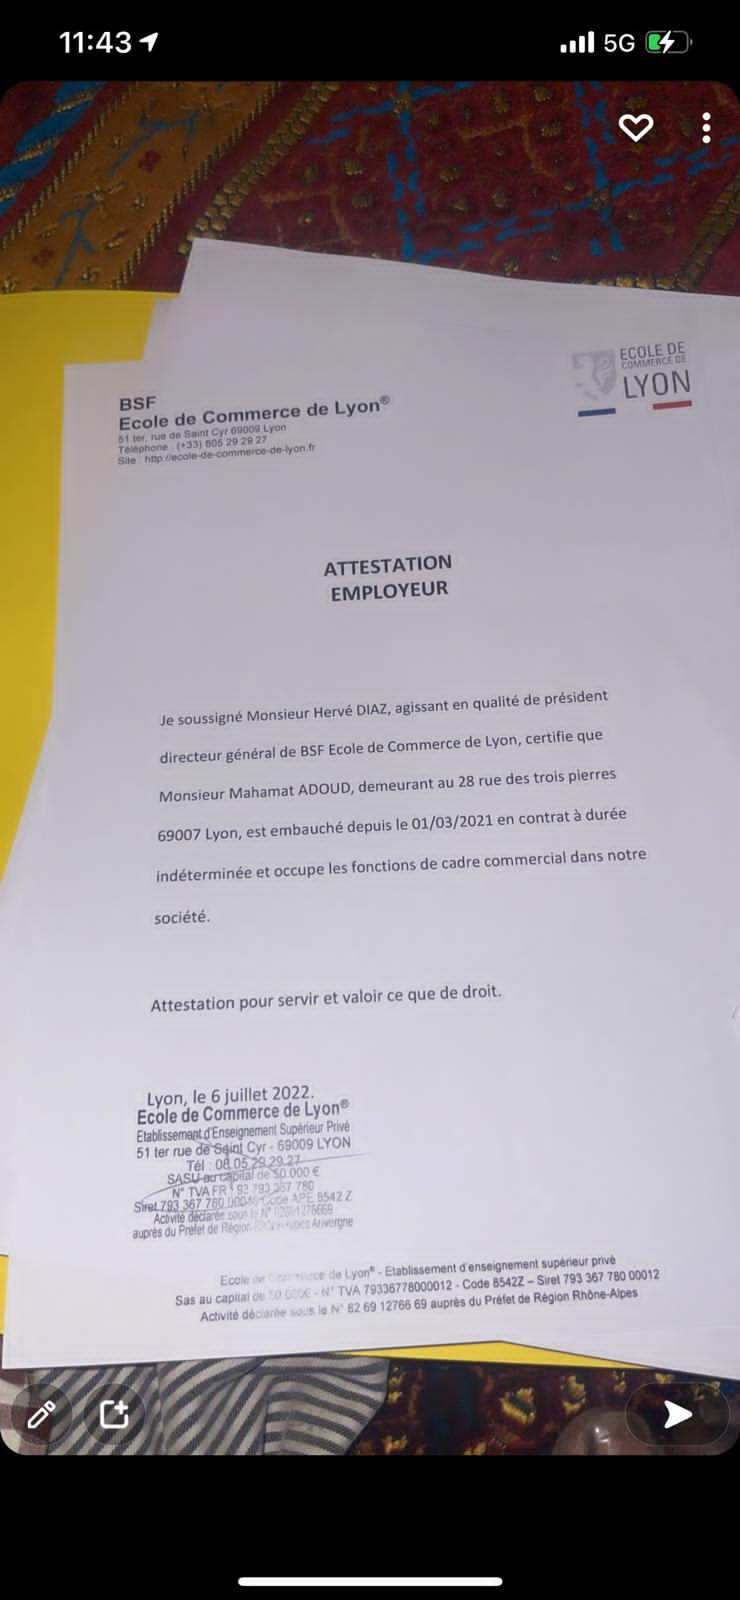 11:43
5G
ECOLE DE
COMMERCE DE
LYON
BSF
Ecole de Commerce de Lyon®
51 ter, rue de Saint Cyr 69009 Lyon
Téléphone : (+33) 805 29 29 27
Site : http://ecole-de-commerce-de-lyon.fr
ATTESTATION
EMPLOYEUR
Je soussigné Monsieur Hervé DIAZ, agissant en qualité de président
directeur général de BSF Ecole de Commerce de Lyon, certifie que
Monsieur Mahamat ADOUD, demeurant au 28 rue des trois pierres
69007 Lyon, est embauché depuis le 01/03/2021 en contrat à durée
indéterminée et occupe les fonctions de cadre commercial dans notre
société.
Attestation pour servir et valoir ce que de droit.
Lyon, le 6 juillet 2022.
Ecole de Commerce de Lyon®
Etablissement d'Enseignement Supérieur Privé
51 ter rue de Saint Cyr - 69009 LYON
Tél : 08 05 29 29 27
SASU au capital de 50.000 €
N° TVA FR 793 367 780
Siret 793 367 780 Code APE 8542 Z
Activité déclarée sous le N°
auprès du Préfet de Région Auvergne
Ecole de Commerce de Lyon® - Etablissement d'enseignement supérieur privé
Sas au capital de 50 000€ - N° TVA 79336778000012 - Code 8542Z – Siret 793 367 780 00012
Activité déclarée sous le N° 82 69 12766 69 auprès du Préfet de Région Rhône-Alpes